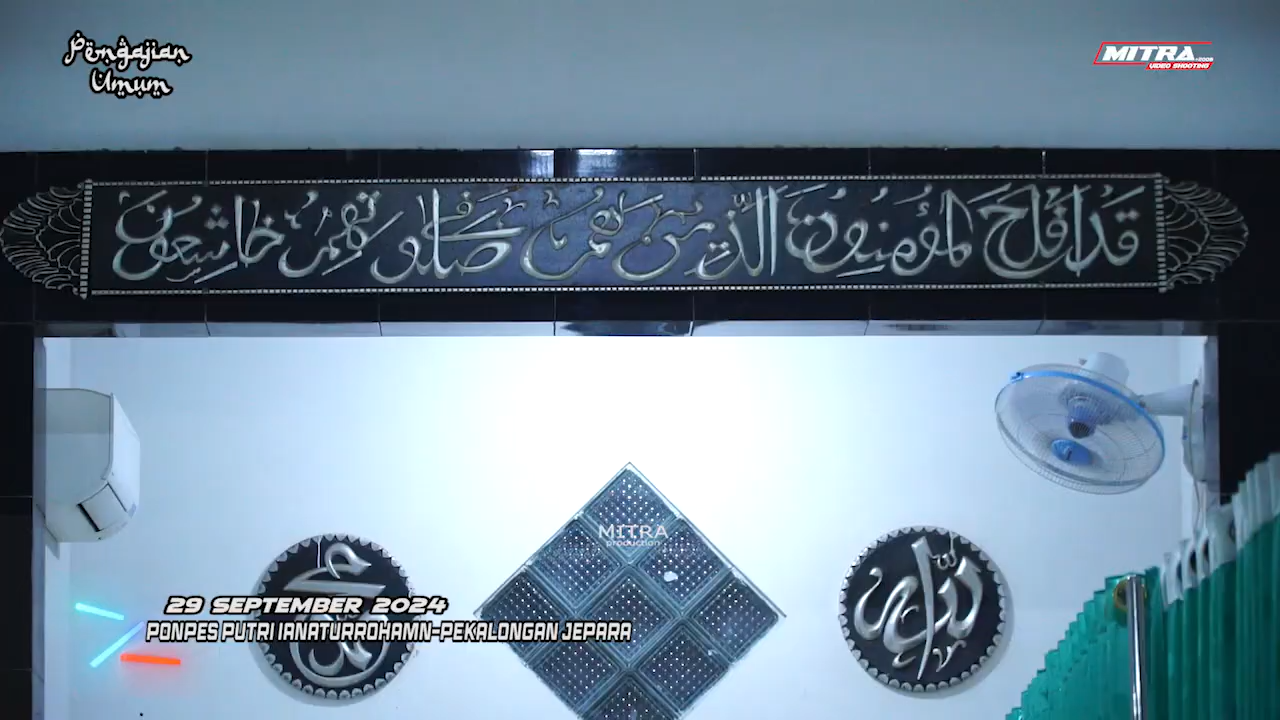 Pengajian
Umum
MITRA
VIDEO SHOOTING
قد افلح المؤمنون الذين هم في صلاتهم خاشعون
MITRA
production
الله
محمد
29 SEPTEMBER 2024
PONPES PUTRI IANATURROHAMN-PEKALONGAN JEPARA